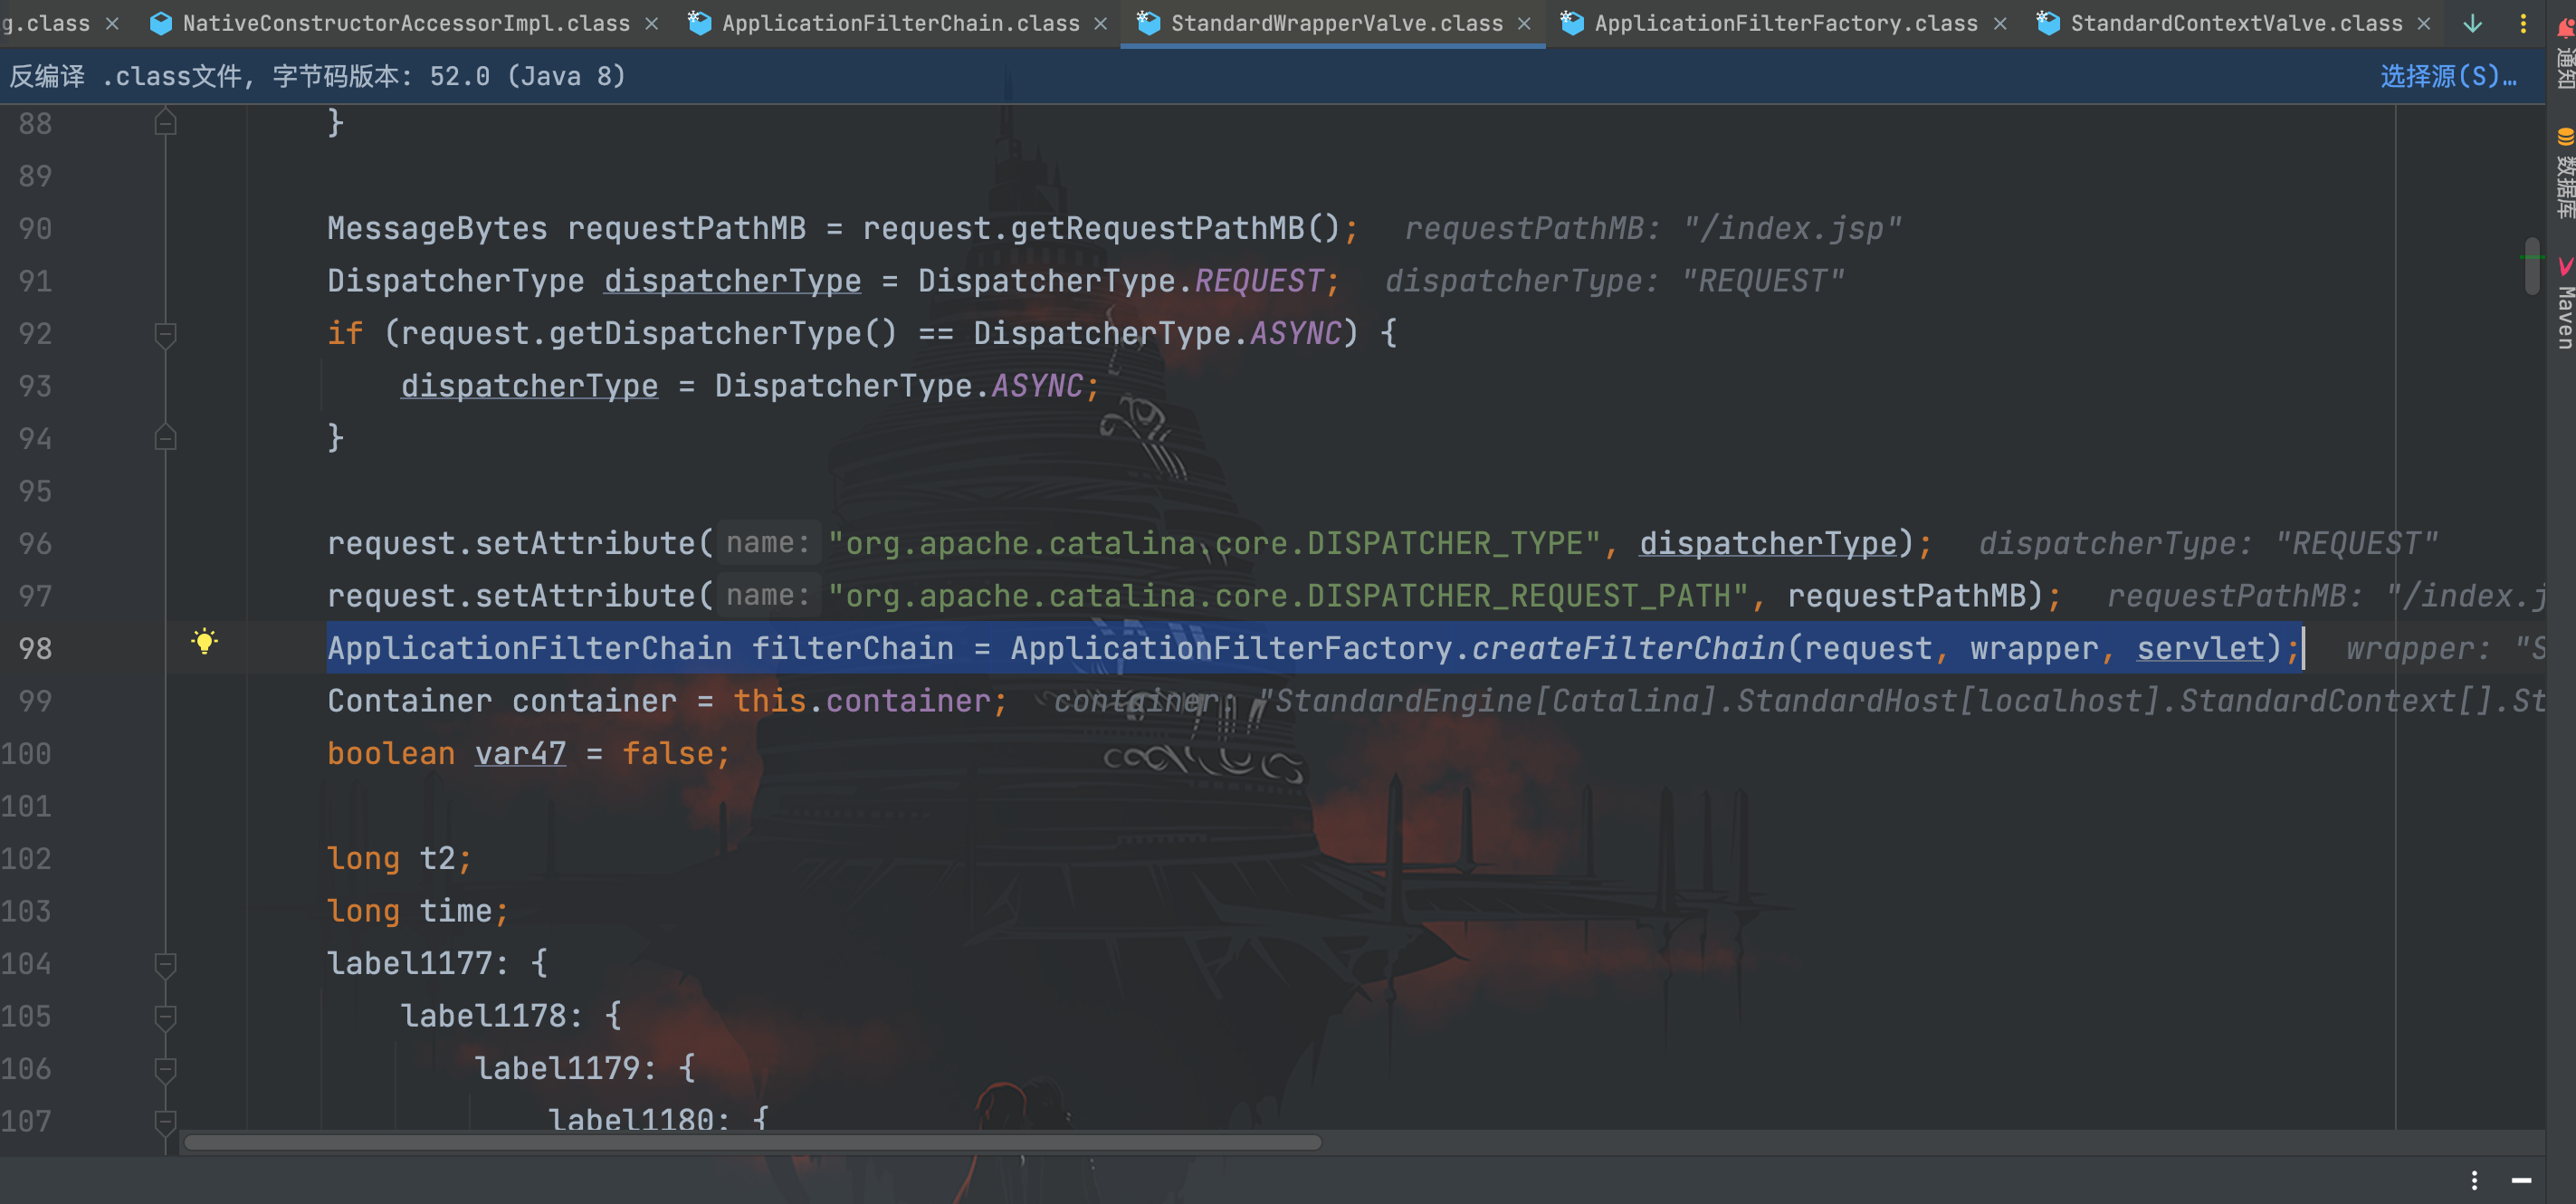 g.class NativeConstructorAccessorImpl.class ApplicationFilterChain.class StandardWrapperValve.class ApplicationFilterFactory.class StandardContextValve.class
反编译 .class文件, 字节码版本: 52.0 (Java 8) 选择源(S)…
通知
数据库
Maven
88 }
89
90 MessageBytes requestPathMB = request.getRequestPathMB(); requestPathMB: "/index.jsp"
91 DispatcherType dispatcherType = DispatcherType.REQUEST; dispatcherType: "REQUEST"
92 if (request.getDispatcherType() == DispatcherType.ASYNC) {
93 dispatcherType = DispatcherType.ASYNC;
94 }
95
96 request.setAttribute( name: "org.apache.catalina.core.DISPATCHER_TYPE", dispatcherType); dispatcherType: "REQUEST"
97 request.setAttribute( name: "org.apache.catalina.core.DISPATCHER_REQUEST_PATH", requestPathMB); requestPathMB: "/index.j
98 ApplicationFilterChain filterChain = ApplicationFilterFactory.createFilterChain(request, wrapper, servlet); wrapper: "S
99 Container container = this.container; container: "StandardEngine[Catalina].StandardHost[localhost].StandardContext[].St
100 boolean var47 = false;
101
102 long t2;
103 long time;
104 label1177: {
105 label1178: {
106 label1179: {
107 label1180: {